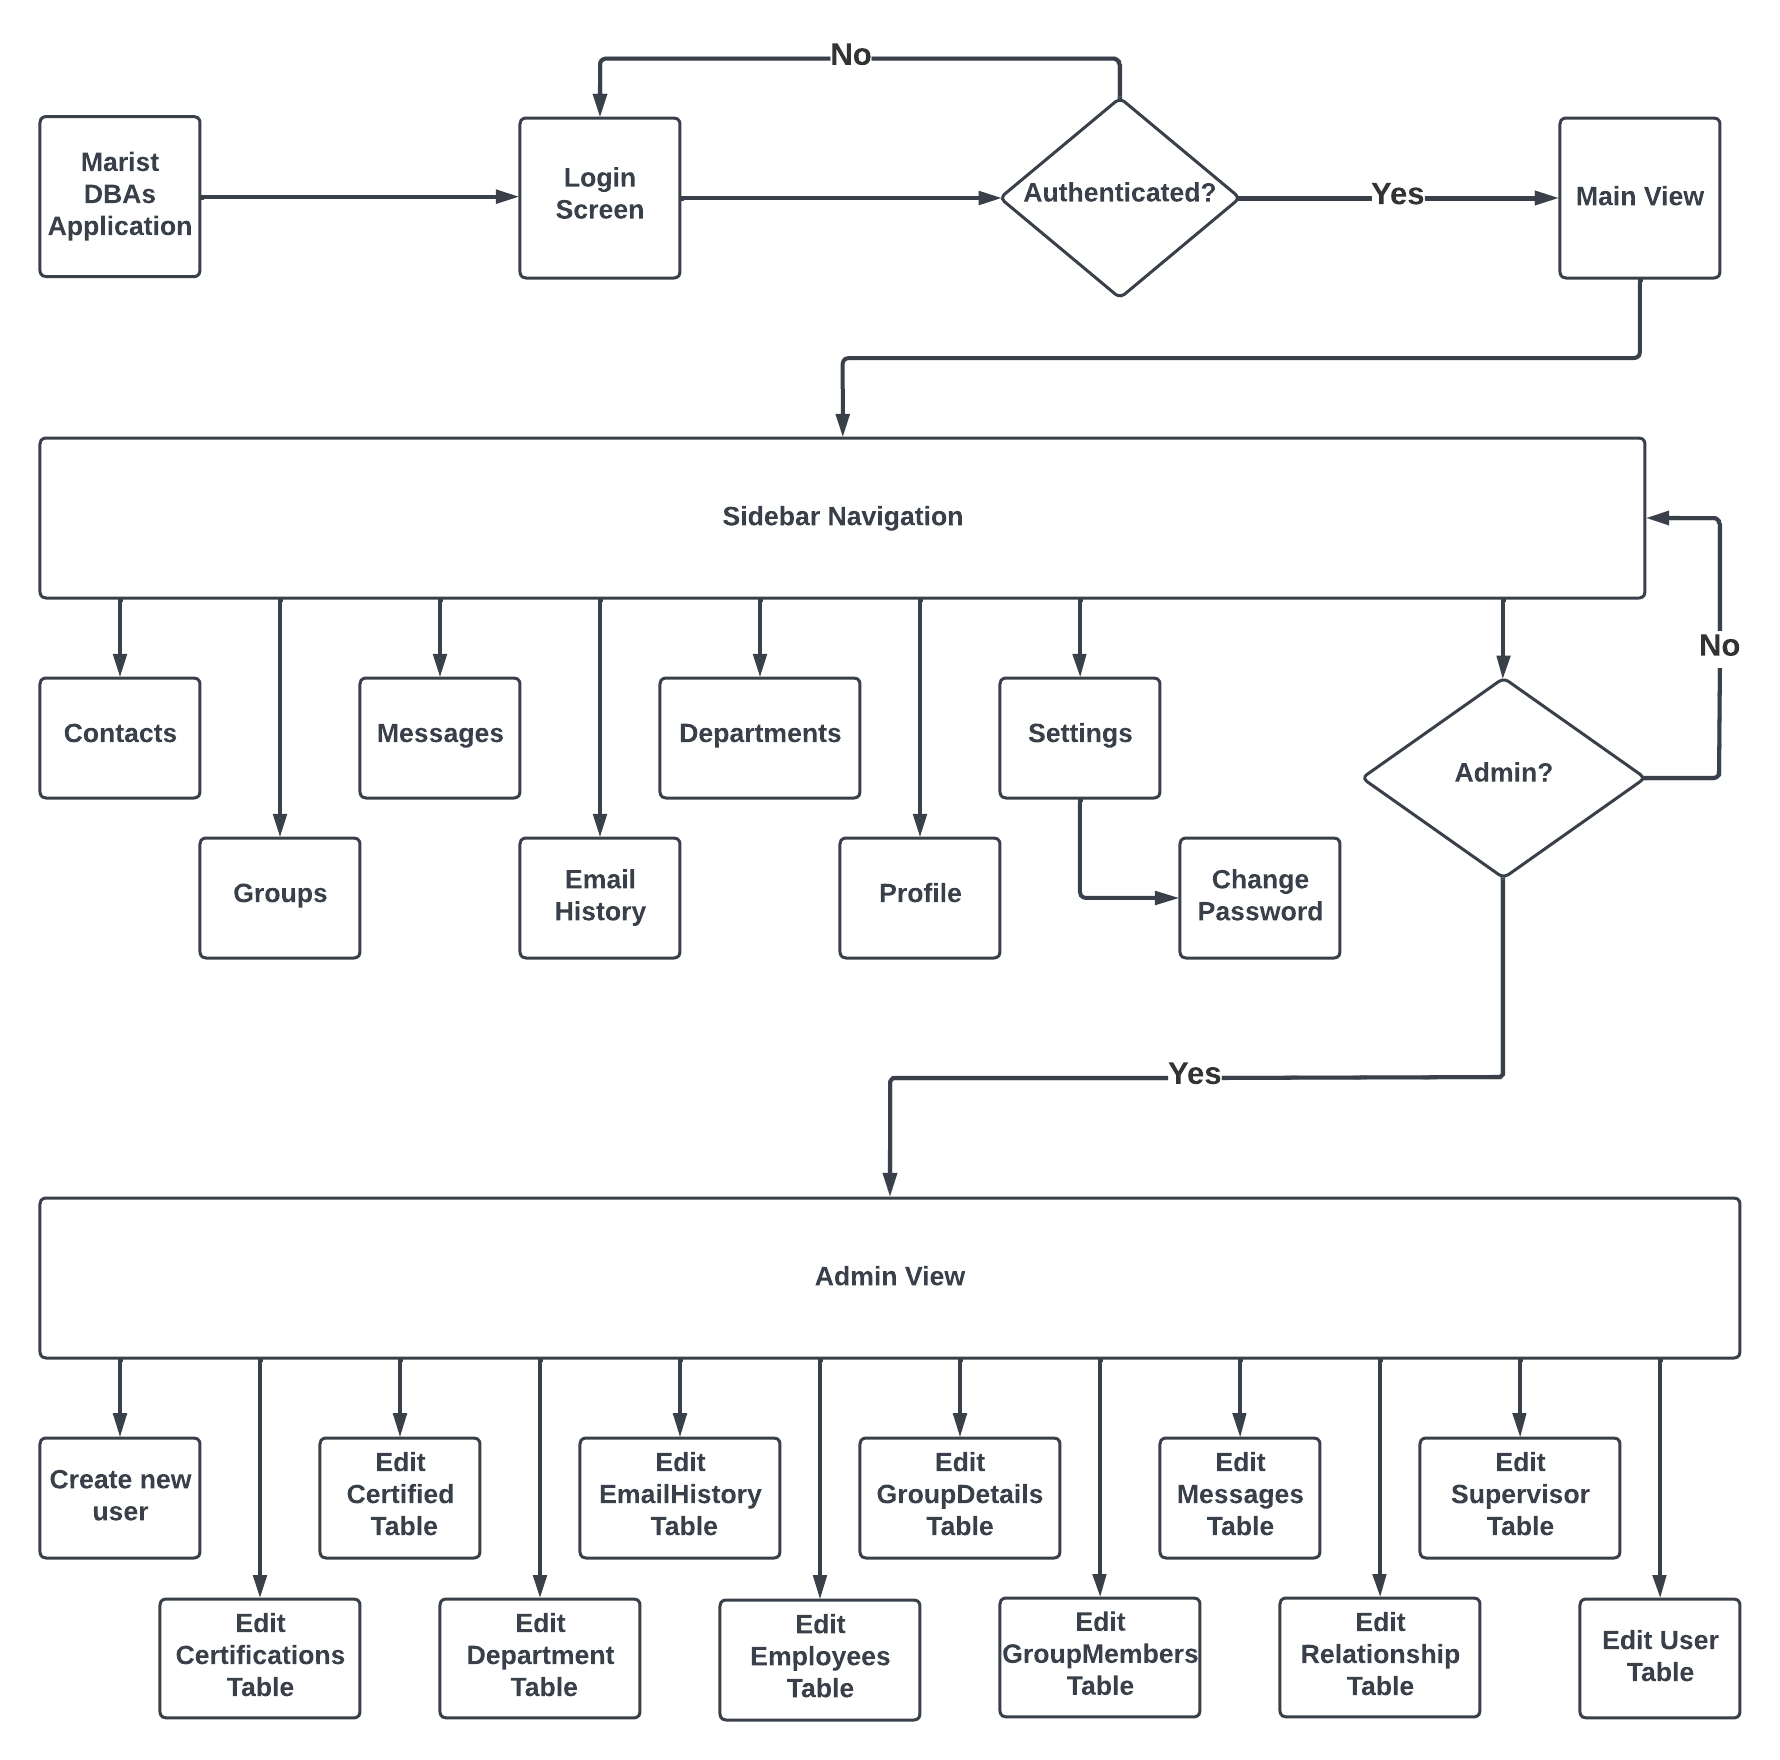 No
Marist
DBAs
Application
Login
Screen
Authenticated?
Yes
Main View
Sidebar Navigation
No
Contacts
Messages
Departments
Settings
Admin?
Groups
Email
History
Profile
Change
Password
Yes
Admin View
Create new
user
Edit
Certified
Table
Edit
EmailHistory
Table
Edit
GroupDetails
Table
Edit
Messages
Table
Edit
Supervisor
Table
Edit
Certifications
Table
Edit
Department
Table
Edit
Employees
Table
Edit
GroupMembers
Table
Edit
Relationship
Table
Edit User
Table